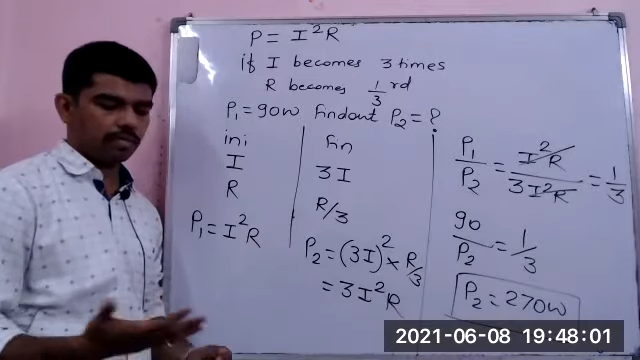 P = I²R
if I becomes 3 times
R becomes 1/3 rd
P₁ = 90w findout P₂ = ?
ini
I
R
P₁ = I²R
fin
3I
R/3
P₂ = (3I)² × R/3
= 3I²R
P₁/P₂ = I²R/3I²R = 1/3
90/P₂ = 1/3
P₂ = 270w
2021-06-08 19:48:01